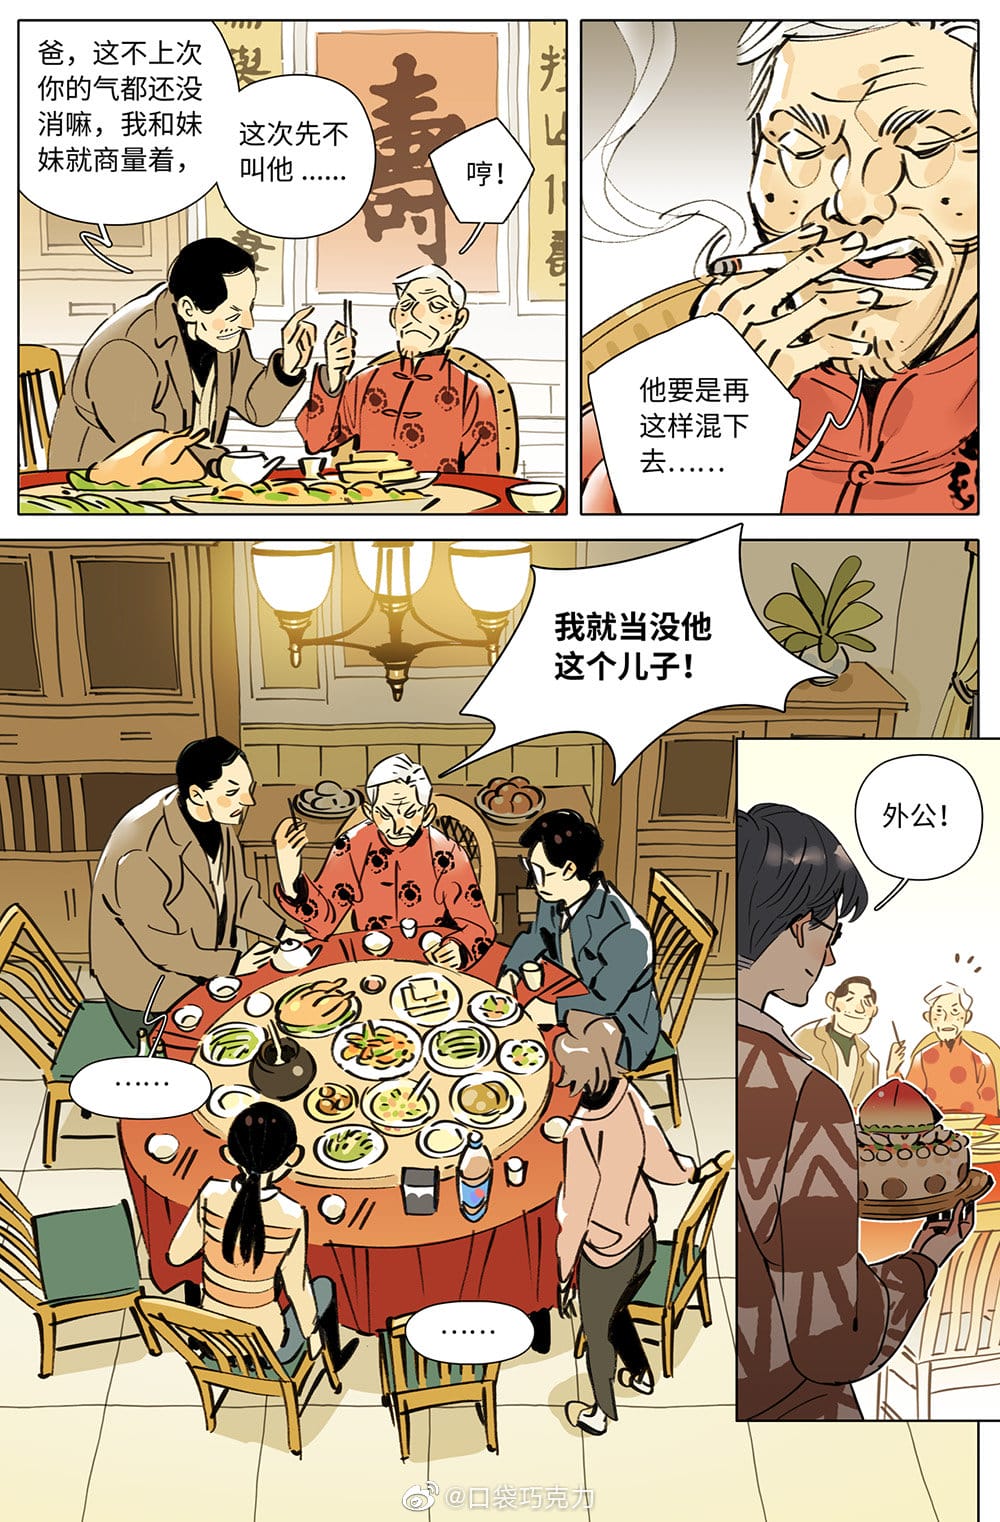 爸，这不上次
你的气都还没
消嘛，我和妹
妹就商量着，
这次先不
叫他……
哼！
寿
他要是再
这样混下
去……
我就当没他
这个儿子！
……
……
外公！
@口袋巧克力